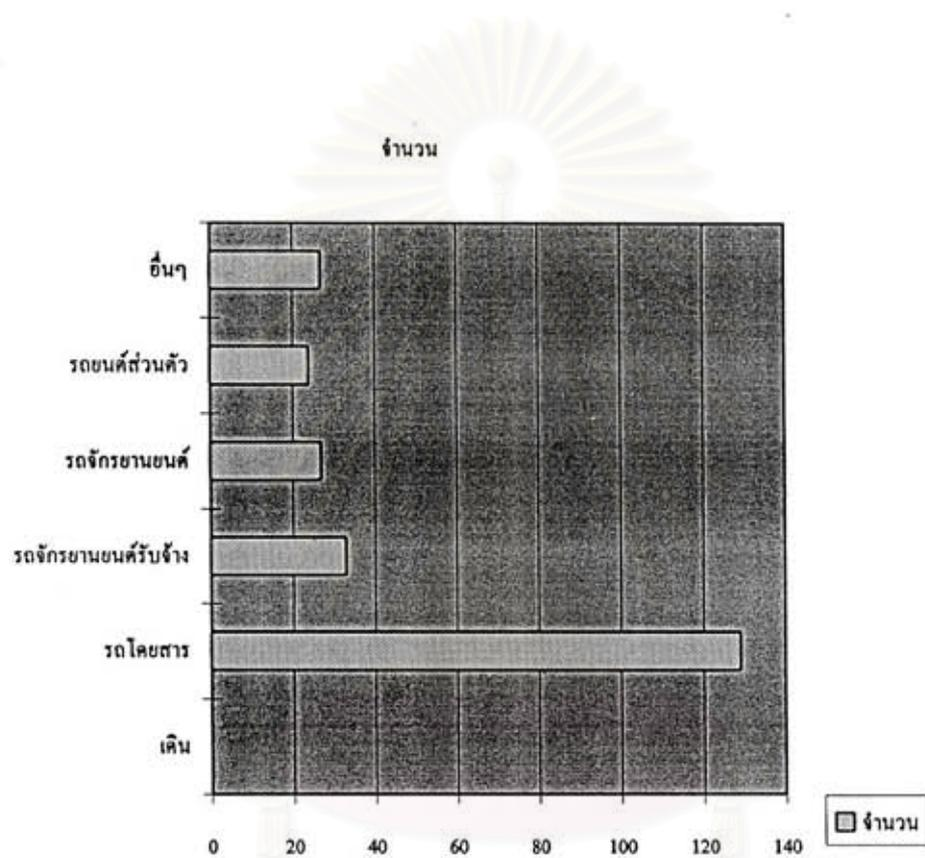 จำนวน
อื่นๆ
รถยนต์ส่วนตัว
รถจักรยานยนต์
รถจักรยานยนต์รับจ้าง
รถโดยสาร
เดิน
0 20 40 60 80 100 120 140
จำนวน